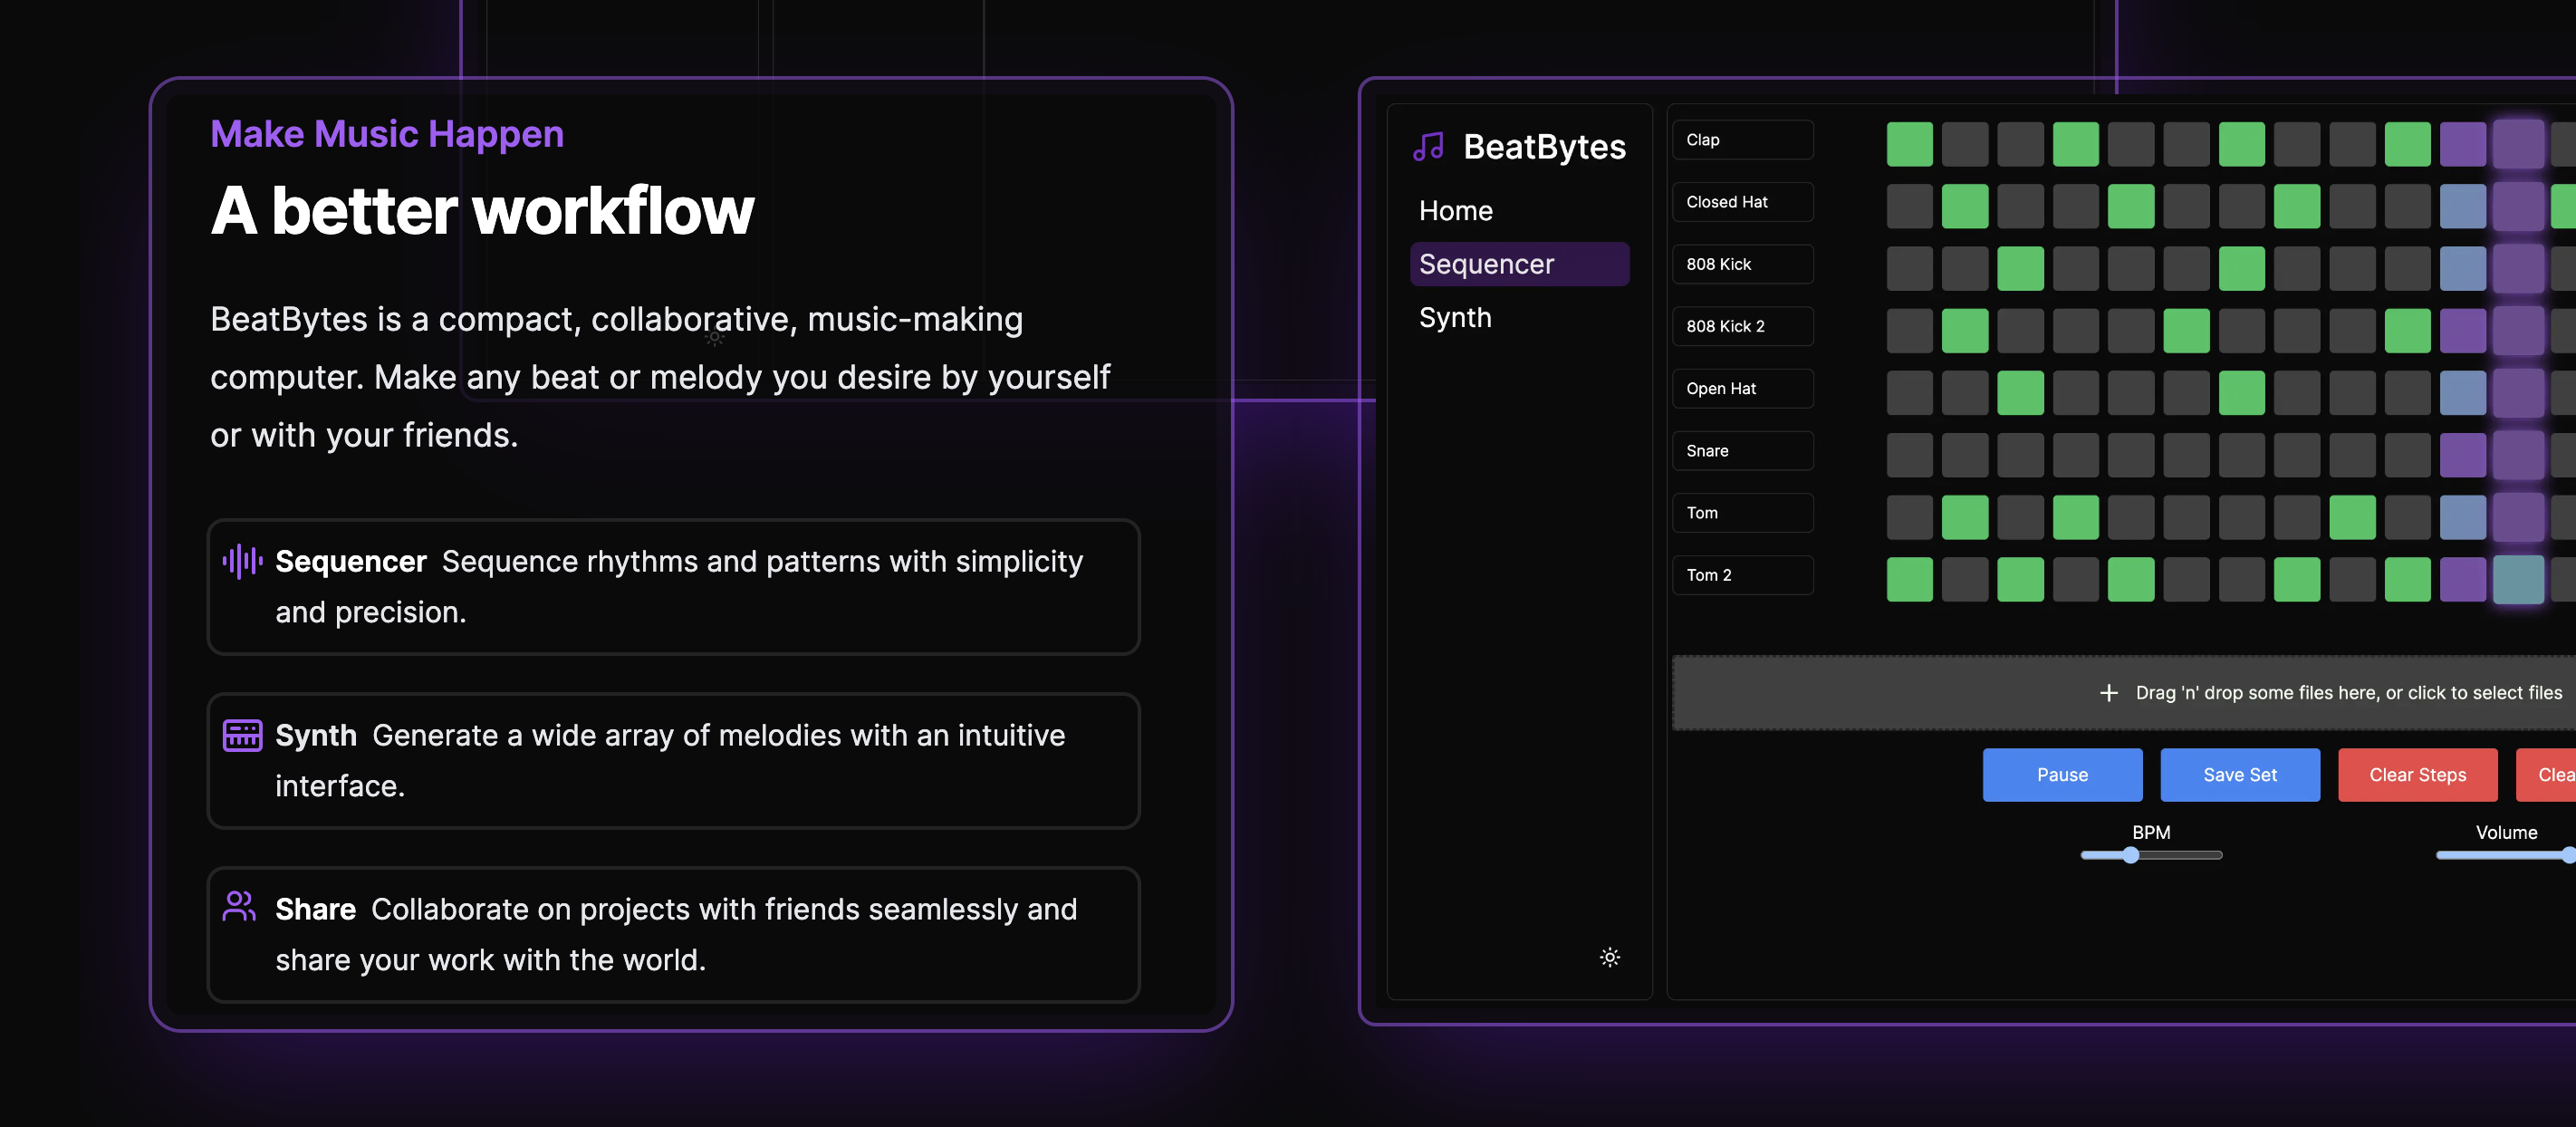 Make Music Happen
A better workflow
BeatBytes is a compact, collaborative, music-making
computer. Make any beat or melody you desire by yourself
or with your friends.
Sequencer Sequence rhythms and patterns with simplicity
and precision.
Synth Generate a wide array of melodies with an intuitive
interface.
Share Collaborate on projects with friends seamlessly and
share your work with the world.
BeatBytes
Home
Sequencer
Synth
Clap
Closed Hat
808 Kick
808 Kick 2
Open Hat
Snare
Tom
Tom 2
Drag 'n' drop some files here, or click to select files
Pause
Save Set
Clear Steps
BPM
Volume